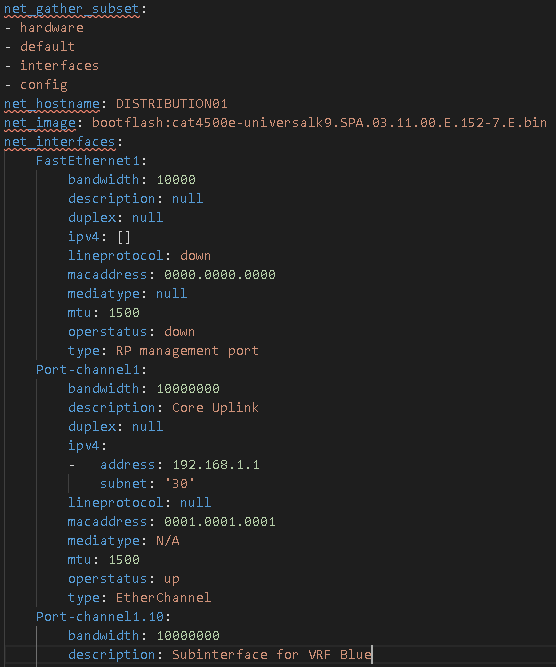 net_gather_subset:
- hardware
- default
- interfaces
- config
net_hostname: DISTRIBUTION01
net_image: bootflash:cat4500e-universalk9.SPA.03.11.00.E.152-7.E.bin
net_interfaces:
FastEthernet1:
bandwidth: 10000
description: null
duplex: null
ipv4: []
lineprotocol: down
macaddress: 0000.0000.0000
mediatype: null
mtu: 1500
operstatus: down
type: RP management port
Port-channel1:
bandwidth: 10000000
description: Core Uplink
duplex: null
ipv4:
- address: 192.168.1.1
subnet: '30'
lineprotocol: null
macaddress: 0001.0001.0001
mediatype: N/A
mtu: 1500
operstatus: up
type: EtherChannel
Port-channel1.10:
bandwidth: 10000000
description: Subinterface for VRF Blue